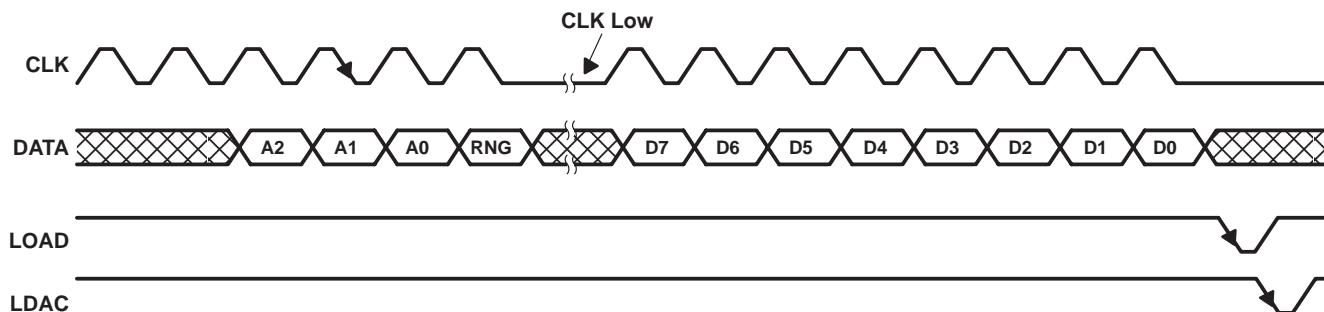 CLK Low
CLK
DATA A2 A1 A0 RNG D7 D6 D5 D4 D3 D2 D1 D0
LOAD
LDAC